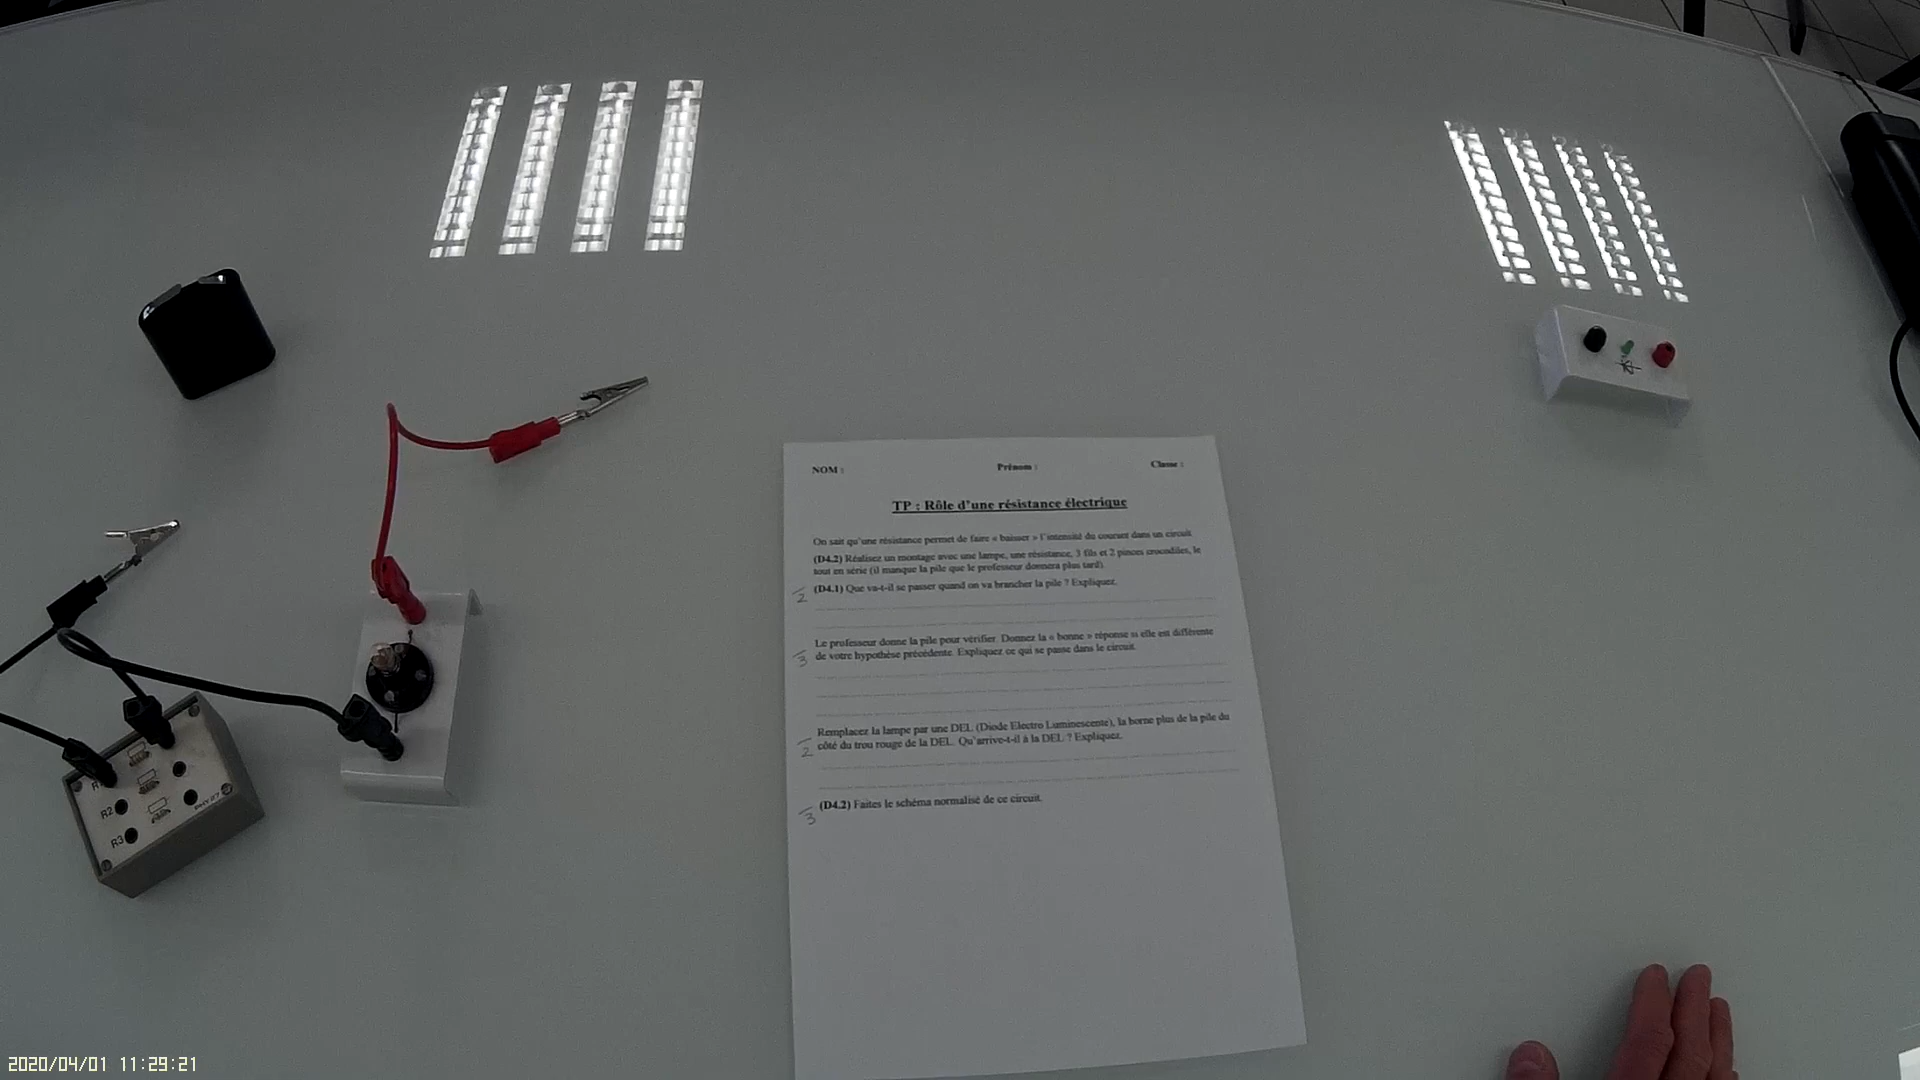 NOM :
Prénom :
Classe :
TP : Rôle d'une résistance électrique
On sait qu'une résistance permet de faire « baisser » l'intensité du courant dans un circuit.
(D4.2) Réalisez un montage avec une lampe, une résistance, 3 fils et 2 pinces crocodiles, le
tout en série (il manque la pile que le professeur donnera plus tard).
/2
(D4.1) Que va-t-il se passer quand on va brancher la pile ? Expliquez.
Le professeur donne la pile pour vérifier. Donnez la « bonne » réponse si elle est différente
/3
de votre hypothèse précédente. Expliquez ce qui se passe dans le circuit.
Remplacez la lampe par une DEL (Diode Electro Luminescente), la borne plus de la pile du
/2
côté du trou rouge de la DEL. Qu'arrive-t-il à la DEL ? Expliquez.
/3
(D4.2) Faites le schéma normalisé de ce circuit.
R2
R3
2020/04/01 11:29:21